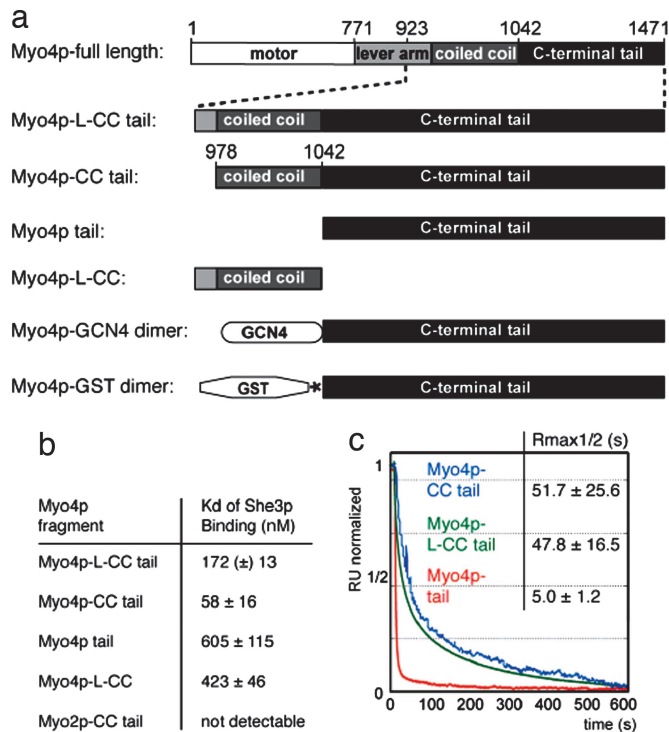 a
1 771 923 1042 1471
Myo4p-full length: motor lever arm coiled coil C-terminal tail
Myo4p-L-CC tail: coiled coil C-terminal tail
978 1042
Myo4p-CC tail: coiled coil C-terminal tail
Myo4p tail: C-terminal tail
Myo4p-L-CC: coiled coil
Myo4p-GCN4 dimer: GCN4 C-terminal tail
Myo4p-GST dimer: GST * C-terminal tail
b
Myo4p fragment Kd of She3p Binding (nM)
Myo4p-L-CC tail 172 (±) 13
Myo4p-CC tail 58 ± 16
Myo4p tail 605 ± 115
Myo4p-L-CC 423 ± 46
Myo2p-CC tail not detectable
c
Rmax1/2 (s)
Myo4p-CC tail 51.7 ± 25.6
Myo4p-L-CC tail 47.8 ± 16.5
Myo4p-tail 5.0 ± 1.2
RU normalized
1
1/2
0
0 100 200 300 400 500 600
time (s)